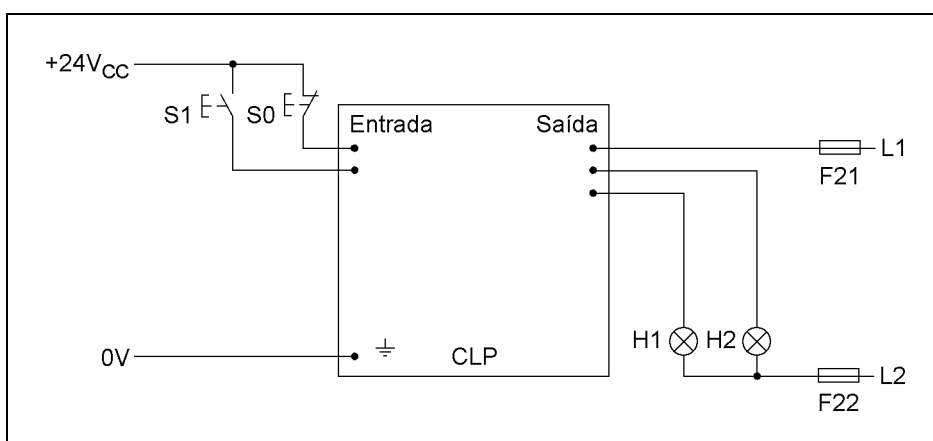 +24VCC
S1
S0
Entrada
Saída
L1
F21
H1
H2
0V
CLP
L2
F22